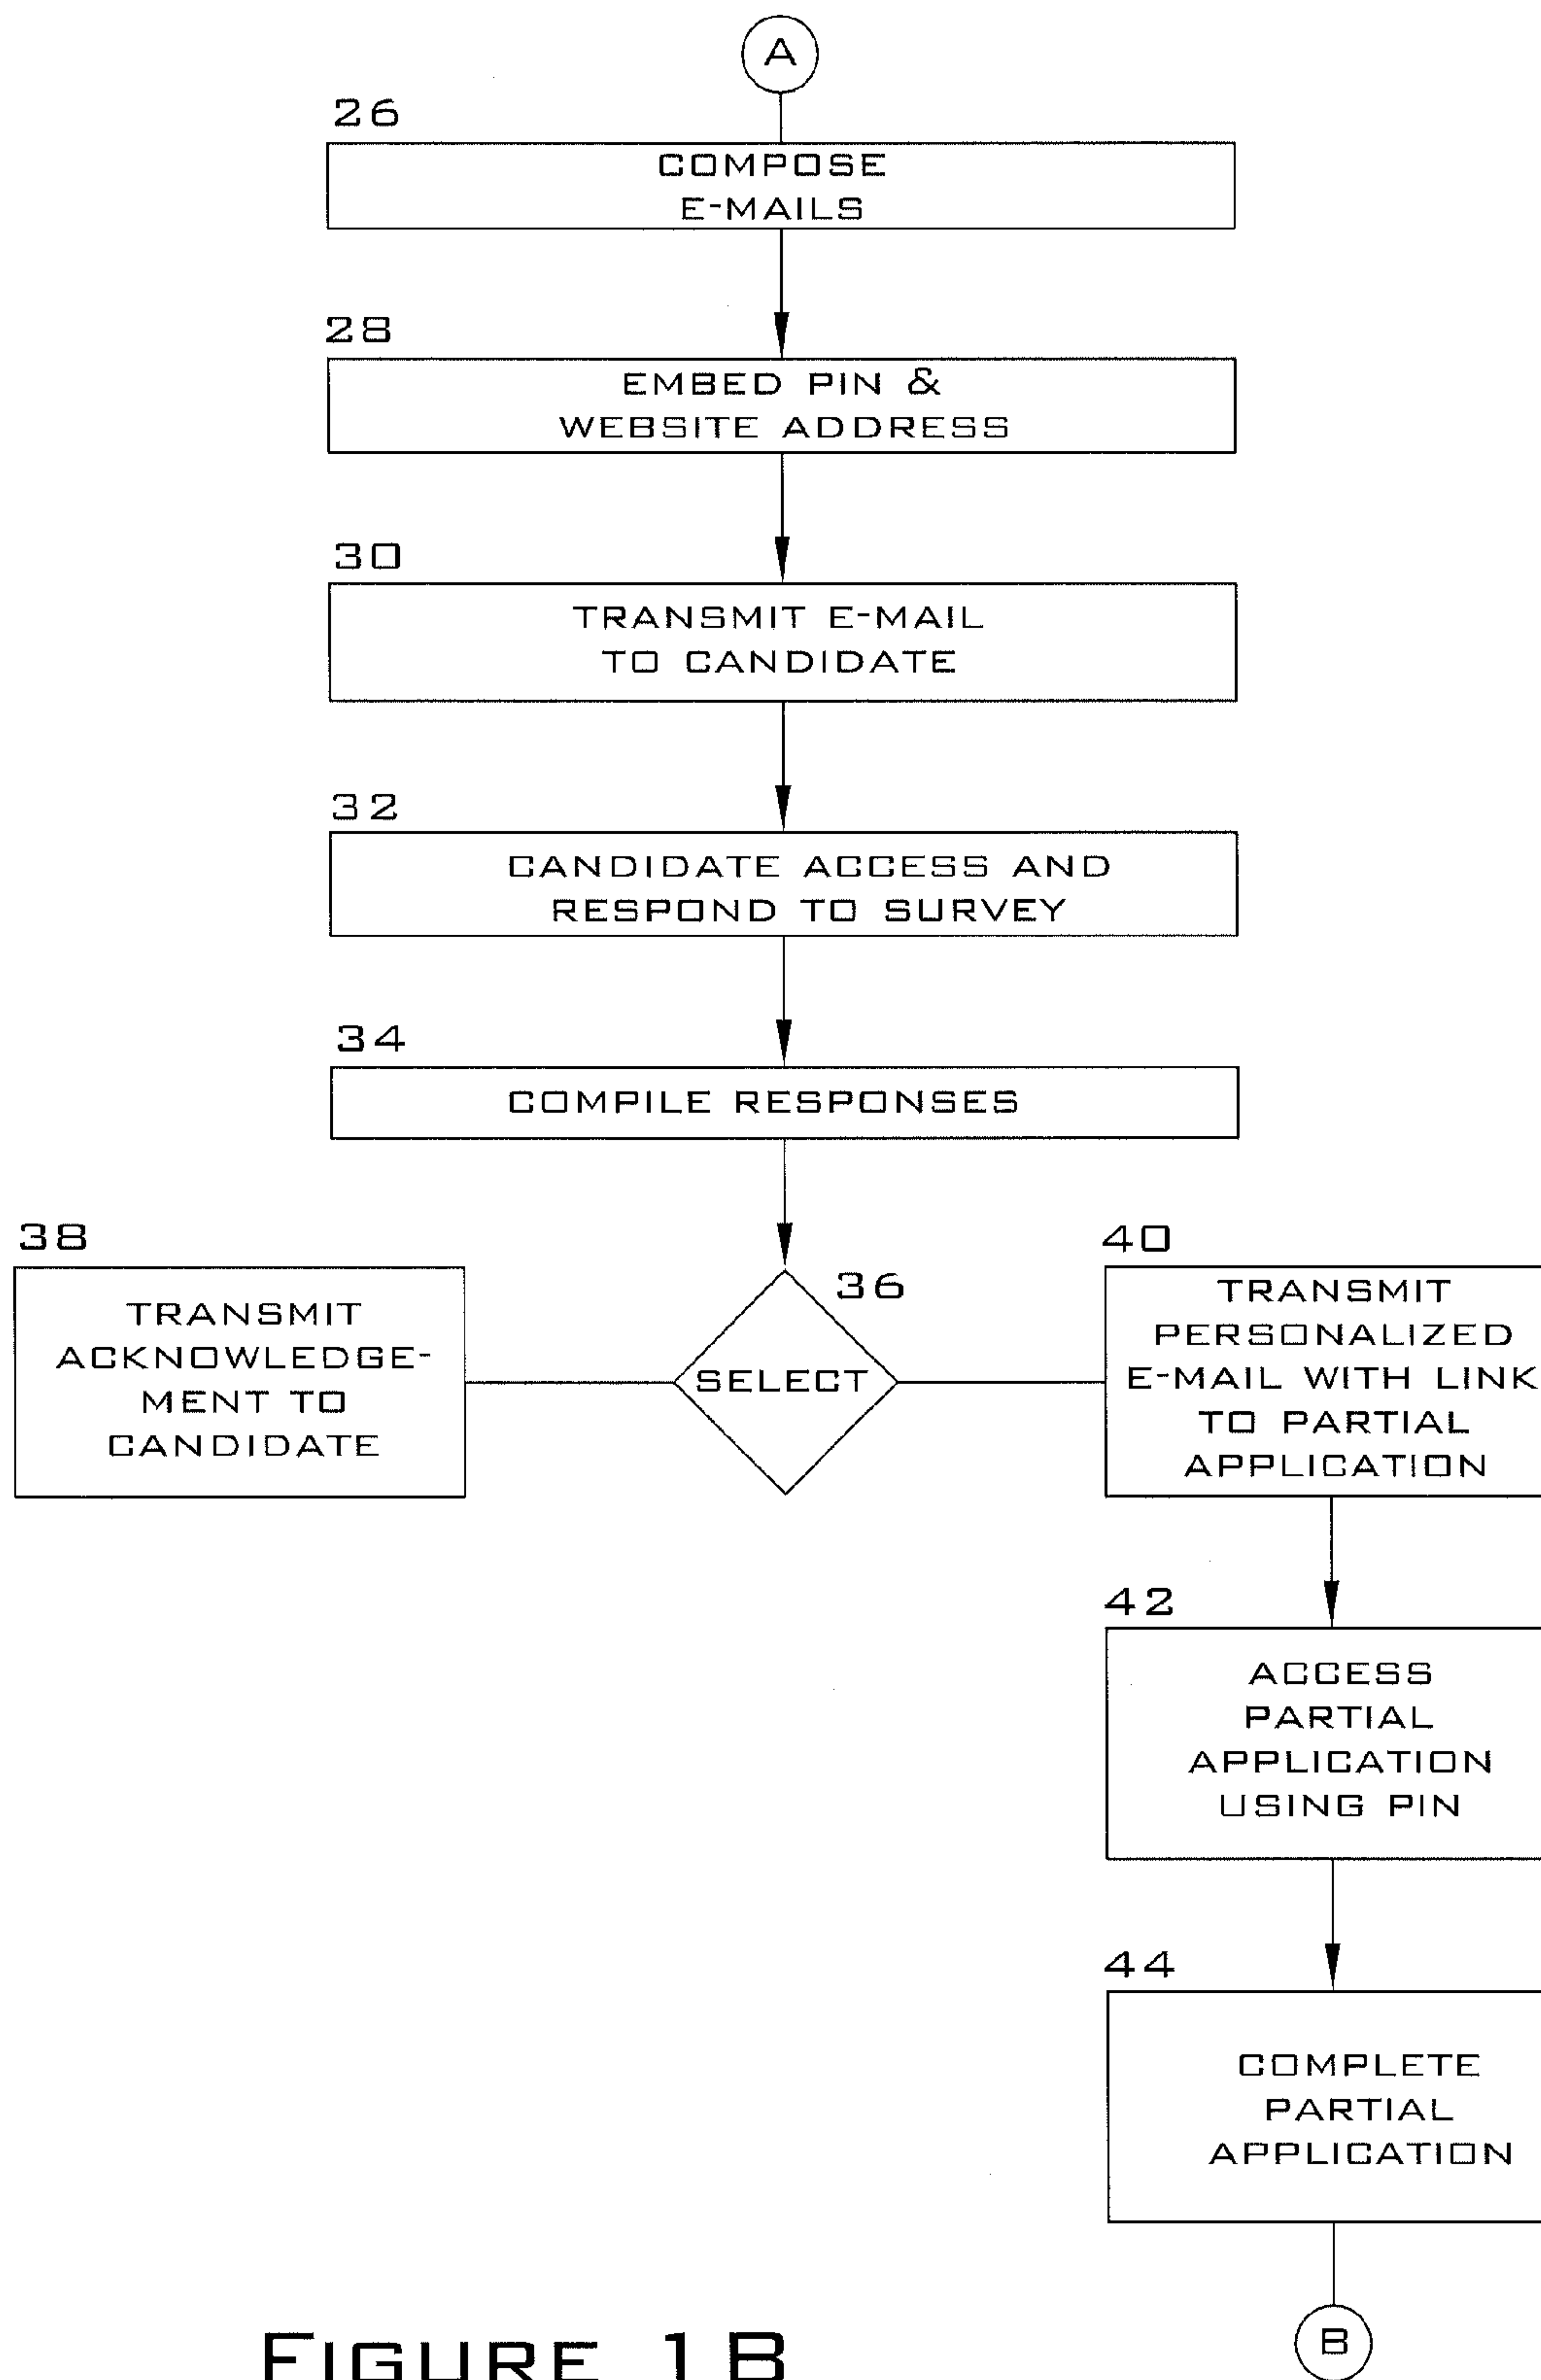 A
26
COMPOSE
E-MAILS
28
EMBED PIN &
WEBSITE ADDRESS
30
TRANSMIT E-MAIL
TO CANDIDATE
32
CANDIDATE ACCESS AND
RESPOND TO SURVEY
34
COMPILE RESPONSES
38
TRANSMIT
ACKNOWLEDGE-
MENT TO
CANDIDATE
36
SELECT
40
TRANSMIT
PERSONALIZED
E-MAIL WITH LINK
TO PARTIAL
APPLICATION
42
ACCESS
PARTIAL
APPLICATION
USING PIN
44
COMPLETE
PARTIAL
APPLICATION
B
FIGURE 1B